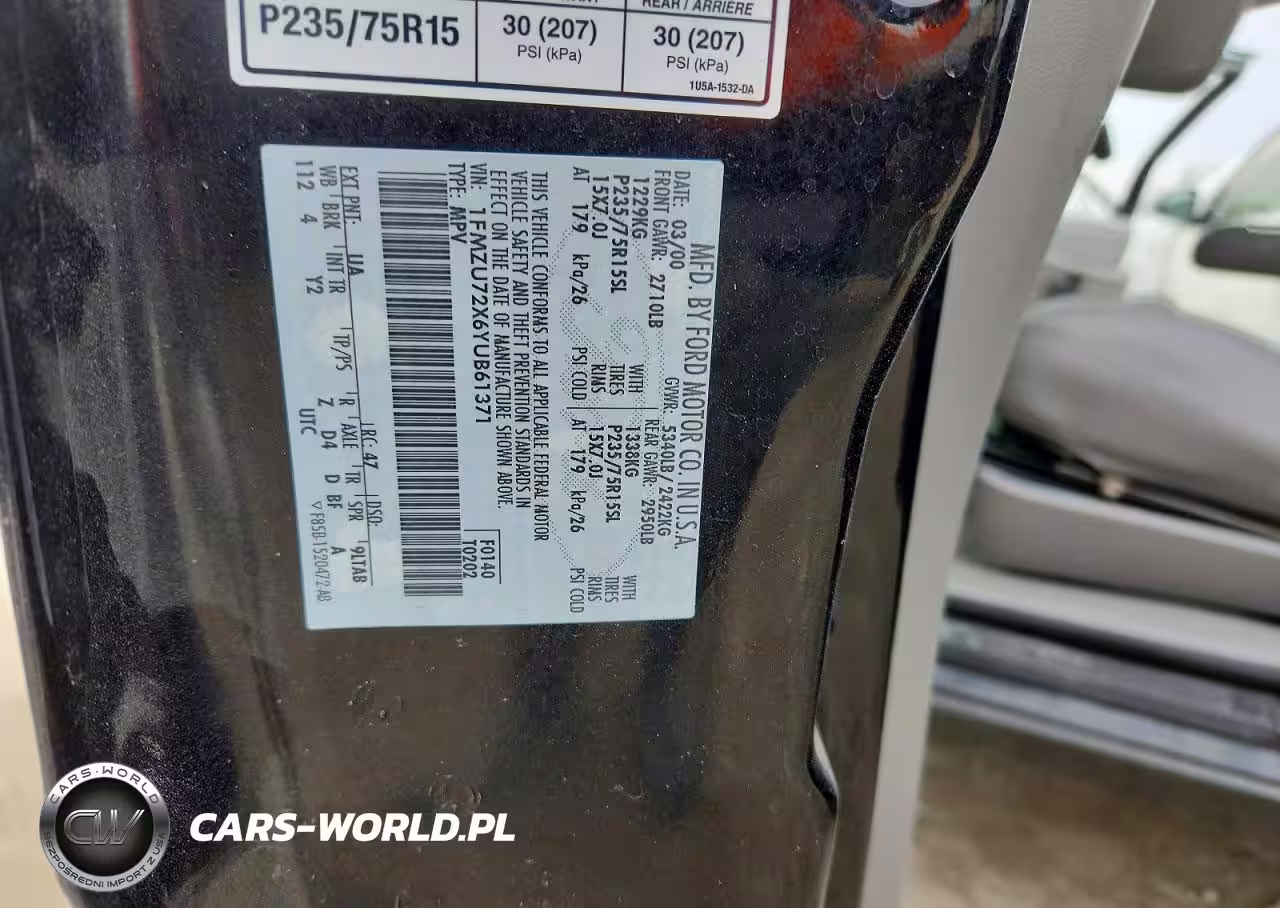 REAR / ARRIÈRE
P235/75R15
30 (207)
PSI (kPa)
30 (207)
PSI (kPa)
1U5A-1532-DA
MFD. BY FORD MOTOR CO. IN U.S.A.
DATE: 03/00
GVWR: 5340LB / 2422KG
FRONT GAWR: 2710LB
REAR GAWR: 2950LB
1229KG
WITH
1338KG
WITH
P235/75R15SL
TIRES
P235/75R15SL
TIRES
15X7.0J
RIMS
15X7.0J
RIMS
AT 179 kPa/26 PSI COLD
AT 179 kPa/26 PSI COLD
THIS VEHICLE CONFORMS TO ALL APPLICABLE FEDERAL MOTOR
VEHICLE SAFETY AND THEFT PREVENTION STANDARDS IN
EFFECT ON THE DATE OF MANUFACTURE SHOWN ABOVE.
VIN: 1FMZU72X6YUB61371
TYPE: MPV
F0140
T0202
EXT PNT: UA
RC: 47
DSO:
WB BRK INT TR TP/PS R AXLE TR SPR 9LTAB
112 4 Y2 Z D4 D BF A
UTC
▽F85B-1520472-AB
CARS-WORLD
CW
BEZPOŚREDNI IMPORT Z USA
CARS-WORLD.PL